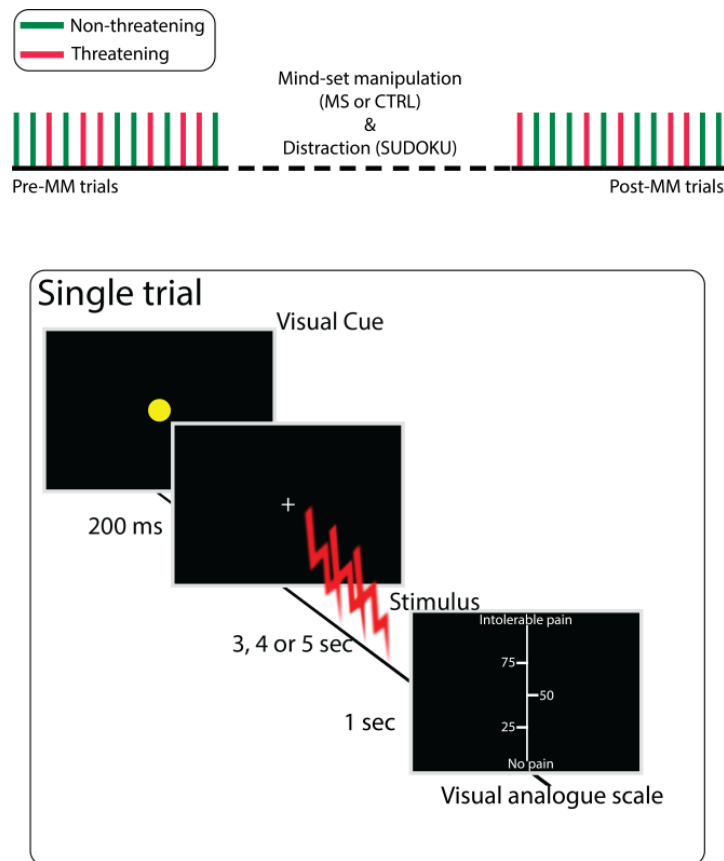 Non-threatening
Threatening
Mind-set manipulation
(MS or CTRL)
&
Distraction (SUDOKU)
Pre-MM trials
Post-MM trials
Single trial
Visual Cue
200 ms
+
Stimulus
3, 4 or 5 sec
Intolerable pain
75
50
25
No pain
1 sec
Visual analogue scale